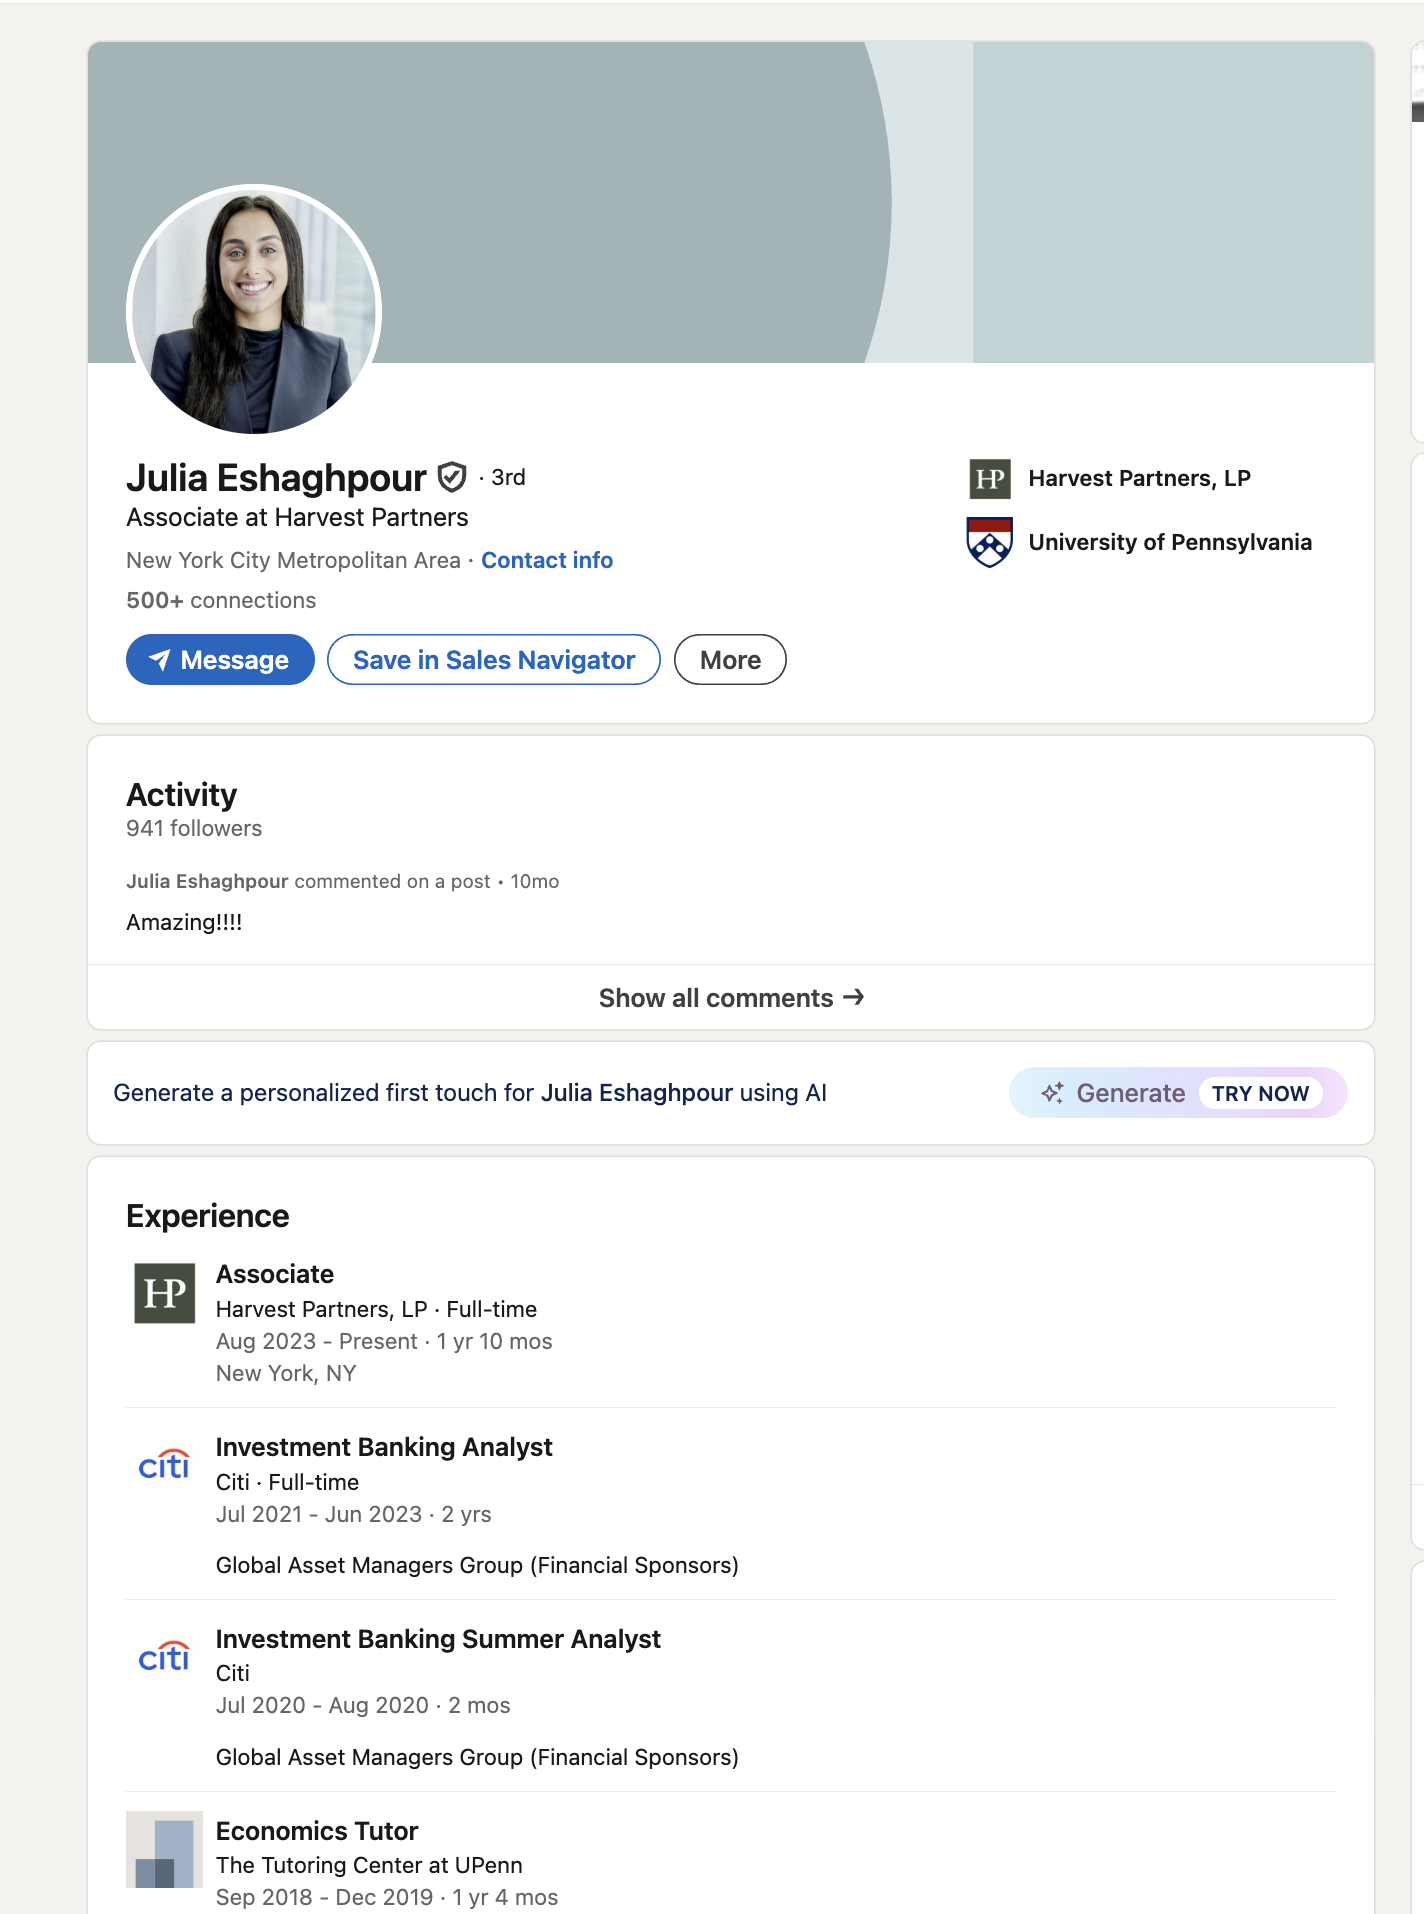 Julia Eshaghpour · 3rd
Associate at Harvest Partners
New York City Metropolitan Area · Contact info
500+ connections
Message
Save in Sales Navigator
More
HP
Harvest Partners, LP
University of Pennsylvania
Activity
941 followers
Julia Eshaghpour commented on a post • 10mo
Amazing!!!!
Show all comments →
Generate a personalized first touch for Julia Eshaghpour using AI
Generate TRY NOW
Experience
HP
Associate
Harvest Partners, LP · Full-time
Aug 2023 - Present · 1 yr 10 mos
New York, NY
citi
Investment Banking Analyst
Citi · Full-time
Jul 2021 - Jun 2023 · 2 yrs
Global Asset Managers Group (Financial Sponsors)
citi
Investment Banking Summer Analyst
Citi
Jul 2020 - Aug 2020 · 2 mos
Global Asset Managers Group (Financial Sponsors)
Economics Tutor
The Tutoring Center at UPenn
Sep 2018 - Dec 2019 · 1 yr 4 mos